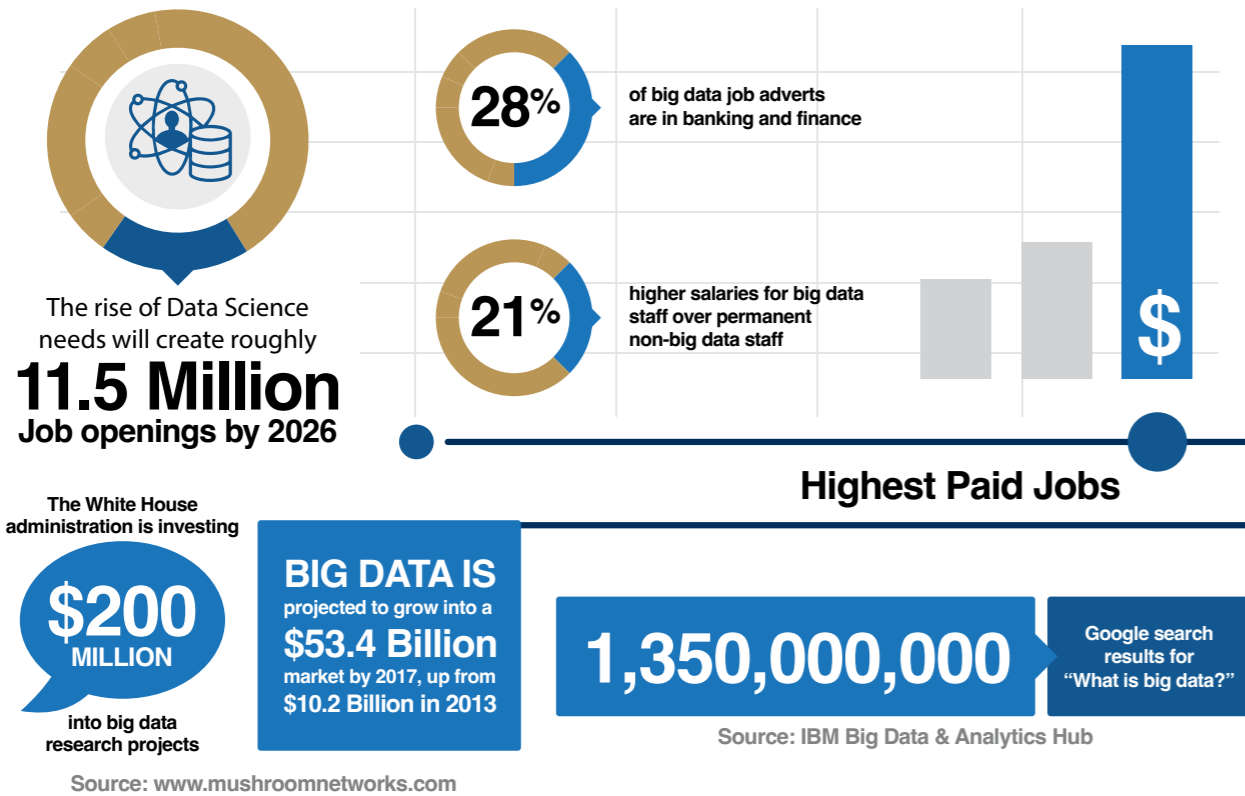 The rise of Data Science
needs will create roughly
11.5 Million
Job openings by 2026
28%
of big data job adverts
are in banking and finance
21%
higher salaries for big data
staff over permanent
non-big data staff
$
Highest Paid Jobs
The White House
administration is investing
$200
MILLION
into big data
research projects
Source: www.mushroomnetworks.com
BIG DATA IS
projected to grow into a
$53.4 Billion
market by 2017, up from
$10.2 Billion in 2013
1,350,000,000
Google search
results for
“What is big data?”
Source: IBM Big Data & Analytics Hub